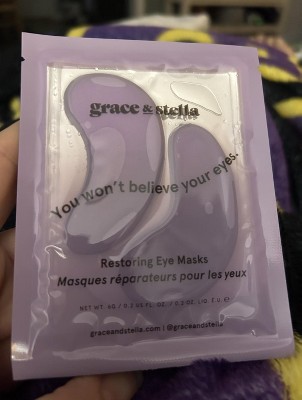 grace & stella
You won't believe your eyes.
Restoring Eye Masks
Masques réparateurs pour les yeux
graceandstella.com | @graceandstella